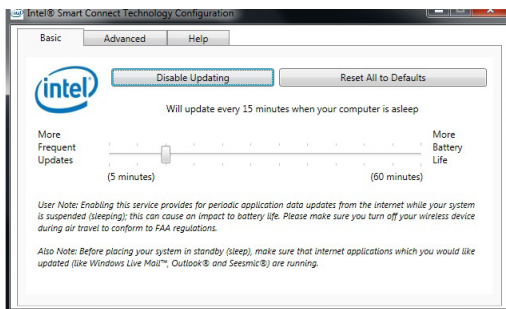 Intel® Smart Connect Technology Configuration
Basic
Advanced
Help
intel
Disable Updating
Reset All to Defaults
Will update every 15 minutes when your computer is asleep
More
Frequent
Updates
More
Battery
Life
(5 minutes)
(60 minutes)
User Note: Enabling this service provides for periodic application data updates from the internet while your system
is suspended (sleeping); this can cause an impact to battery life. Please make sure you turn off your wireless device
during air travel to conform to FAA regulations.
Also Note: Before placing your system in standby (sleep), make sure that internet applications which you would like
updated (like Windows Live Mail™, Outlook® and Seesmic®) are running.